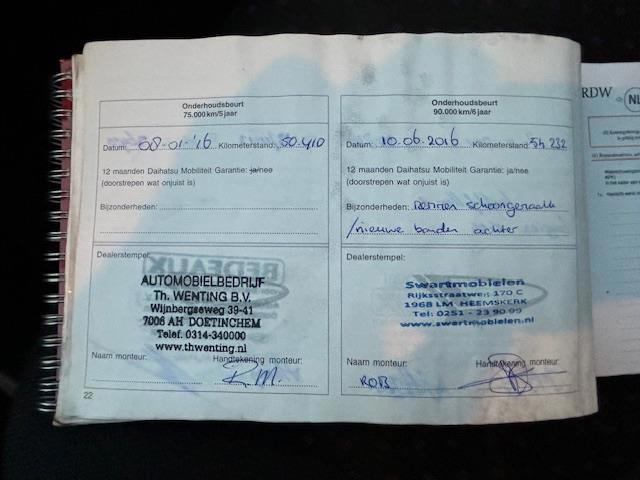 Onderhoudsbeurt
75.000 km/5 jaar
Datum: 08-01-'16 Kilometerstand: 50.410
12 maanden Daihatsu Mobiliteit Garantie: ja/nee
(doorstrepen wat onjuist is)
Bijzonderheden:
Dealerstempel:
REDEAUX
AUTOMOBIELBEDRIJF
Th. WENTING B.V.
Wijnbergseweg 39-41
7006 AH DOETINCHEM
Telef. 0314-340000
www.thwenting.nl
Naam monteur: Handtekening monteur:
R.M.
22
Onderhoudsbeurt
90.000 km/6 jaar
Datum: 10.06.2016 Kilometerstand: 54 232
12 maanden Daihatsu Mobiliteit Garantie: ja/nee
(doorstrepen wat onjuist is)
Bijzonderheden: Remmen schoongemaakt
/nieuwe banden achter
Dealerstempel:
Swartmobielen
Rijksstraatweg 170 C
1968 LM HEEMSKERK
Tel: 0251 - 23 90 99
www.swartmobielen.nl
Naam monteur: Handtekening monteur:
ROB
RDW NL